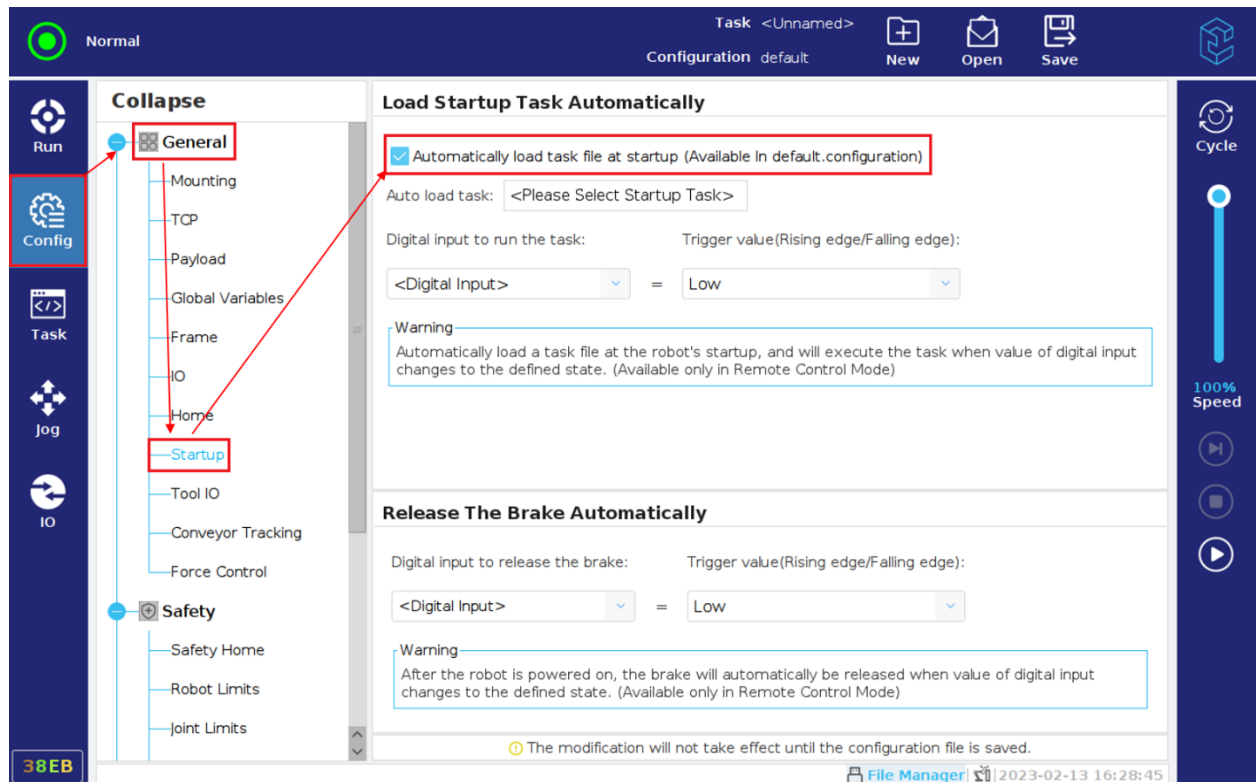 Normal
Task <Unnamed>
Configuration default
New
Open
Save
Run
Config
Task
Jog
IO
38EB
Collapse
General
Mounting
TCP
Payload
Global Variables
Frame
IO
Home
Startup
Tool IO
Conveyor Tracking
Force Control
Safety
Safety Home
Robot Limits
Joint Limits
Load Startup Task Automatically
Automatically load task file at startup (Available In default.configuration)
Auto load task: <Please Select Startup Task>
Digital input to run the task: Trigger value(Rising edge/Falling edge):
<Digital Input> = Low
Warning
Automatically load a task file at the robot's startup, and will execute the task when value of digital input
changes to the defined state. (Available only in Remote Control Mode)
Release The Brake Automatically
Digital input to release the brake: Trigger value(Rising edge/Falling edge):
<Digital Input> = Low
Warning
After the robot is powered on, the brake will automatically be released when value of digital input
changes to the defined state. (Available only in Remote Control Mode)
The modification will not take effect until the configuration file is saved.
File Manager 2023-02-13 16:28:45
Cycle
100%
Speed